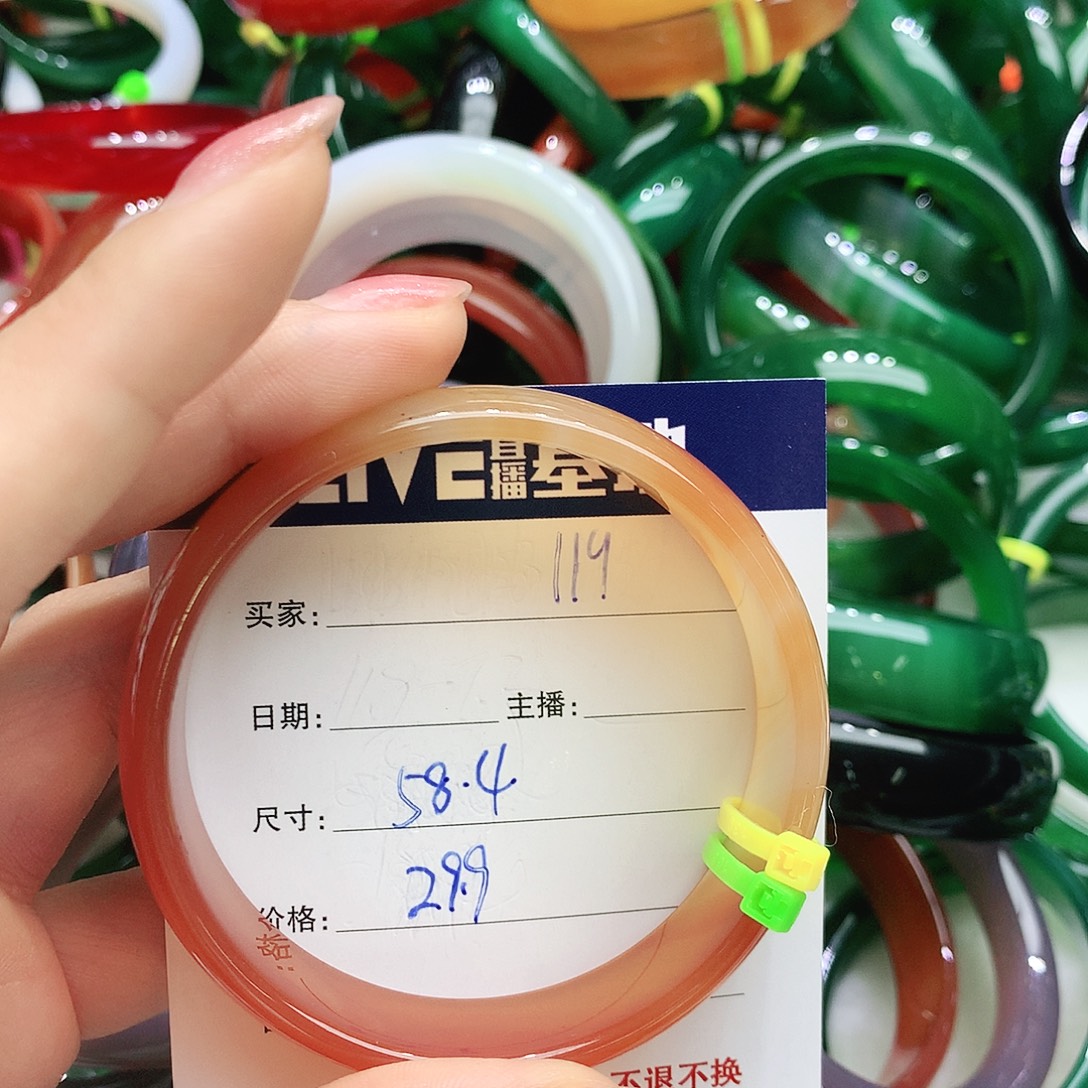 LIVE直播基地
119
买家:
日期: 主播:
尺寸: 58.4
价格: 299
不退不换